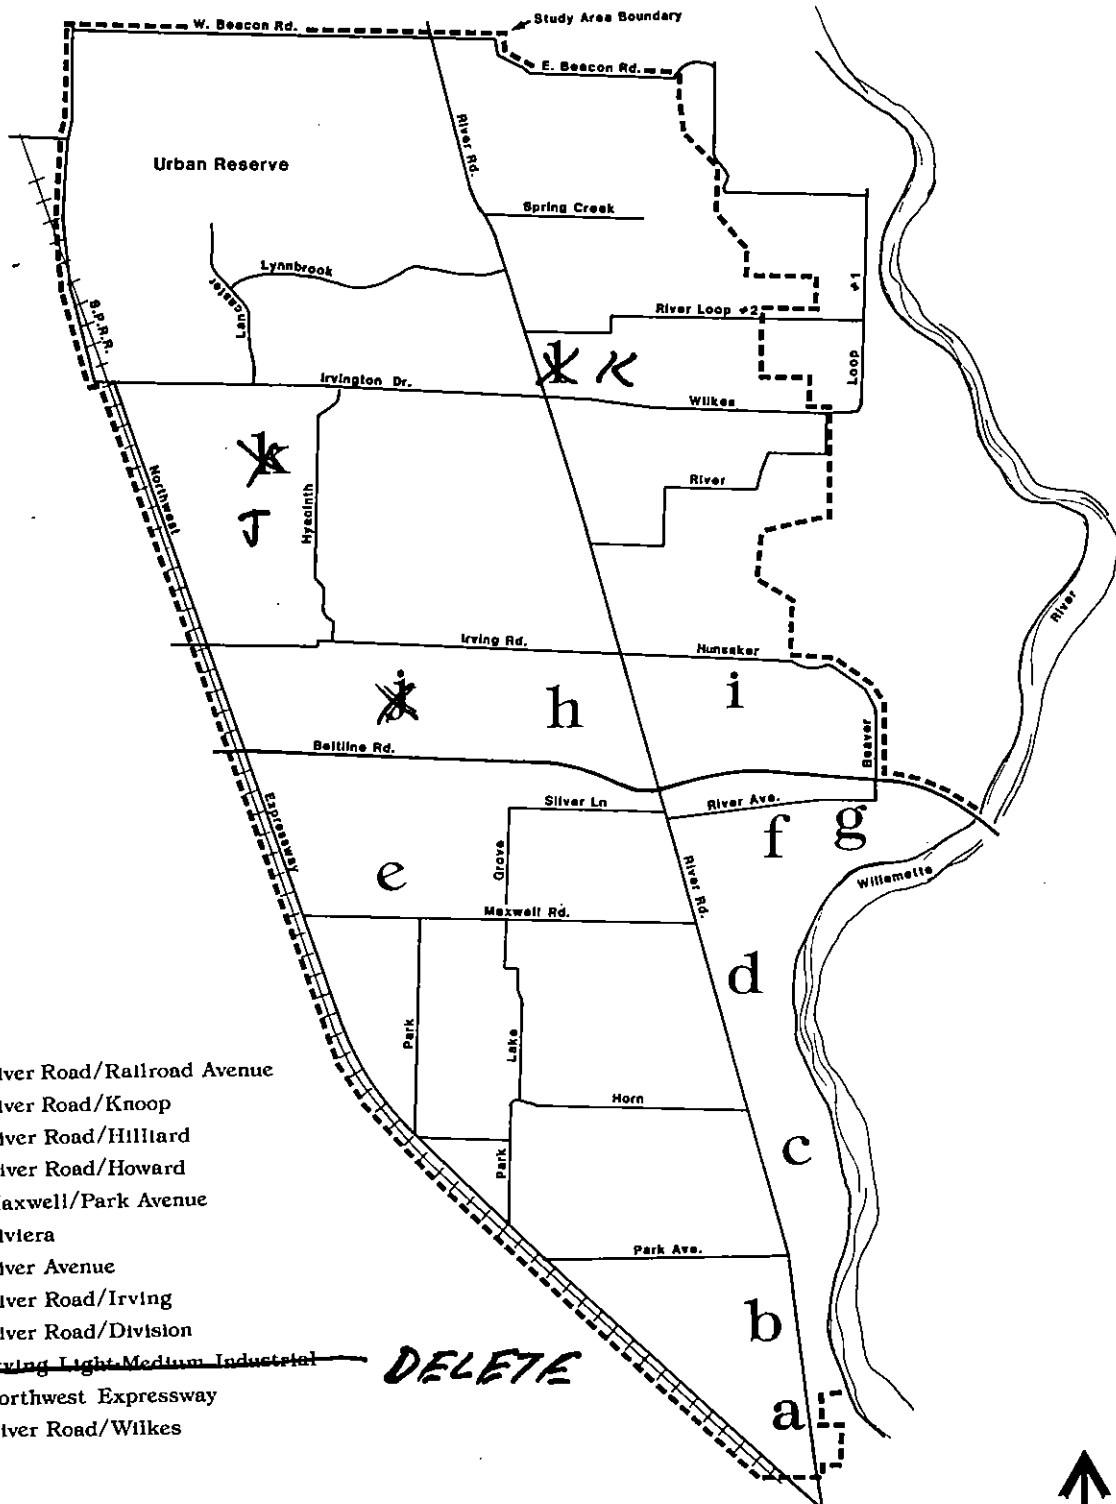 W. Beacon Rd.
Study Area Boundary
E. Beacon Rd.
River Rd.
Urban Reserve
Spring Creek
Lynnbrook
Lancaster
S.P.R.R.
River Loop #2
#1
Loop
K
Irvington Dr.
Wilkes
k
J
Northwest
Hyacinth
River
River
Irving Rd.
Hunsaker
j
h
i
Beltline Rd.
Beaver
Silver Ln
River Ave.
f
g
Expressway
Grove
e
River Rd.
Willamette
Maxwell Rd.
d
Park
Lake
Horn
c
Park
Park Ave.
b
a
iver Road/Railroad Avenue
iver Road/Knoop
iver Road/Hilliard
iver Road/Howard
axwell/Park Avenue
iviera
iver Avenue
iver Road/Irving
iver Road/Division
rving Light-Medium Industrial DELETE
orthwest Expressway
iver Road/Wilkes